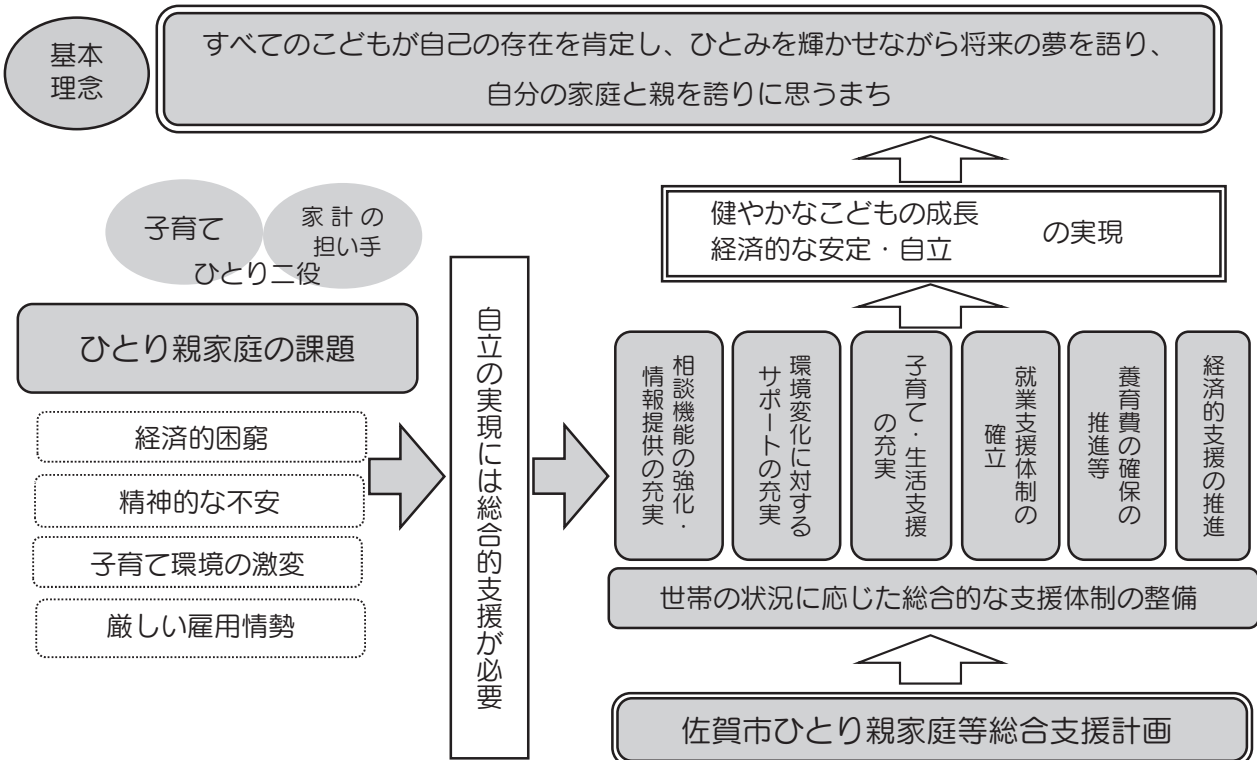 基本
理念
すべてのこどもが自己の存在を肯定し、ひとみを輝かせながら将来の夢を語り、
自分の家庭と親を誇りに思うまち
健やかなこどもの成長
経済的な安定・自立
の実現
子育て
家計の
担い手
ひとり二役
ひとり親家庭の課題
経済的困窮
精神的な不安
子育て環境の激変
厳しい雇用情勢
自立の実現には総合的支援が必要
相談機能の強化・
情報提供の充実
環境変化に対する
サポートの充実
子育て・生活支援
の充実
就業支援体制の
確立
養育費の確保の
推進等
経済的支援の推進
世帯の状況に応じた総合的な支援体制の整備
佐賀市ひとり親家庭等総合支援計画